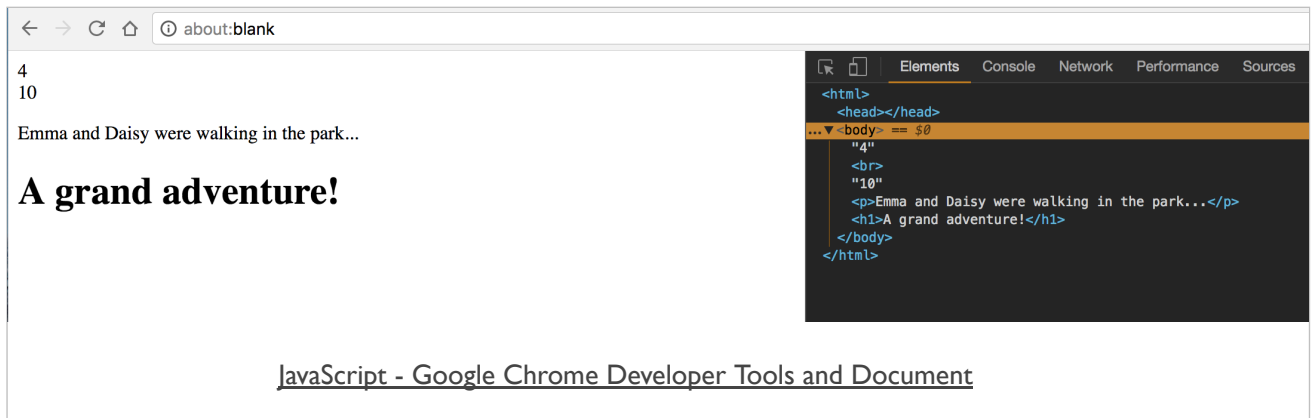 about:blank
4
10
Emma and Daisy were walking in the park...
A grand adventure!
Elements Console Network Performance Sources
<html>
<head></head>
...▼<body> == $0
"4"
<br>
"10"
<p>Emma and Daisy were walking in the park...</p>
<h1>A grand adventure!</h1>
</body>
</html>
JavaScript - Google Chrome Developer Tools and Document